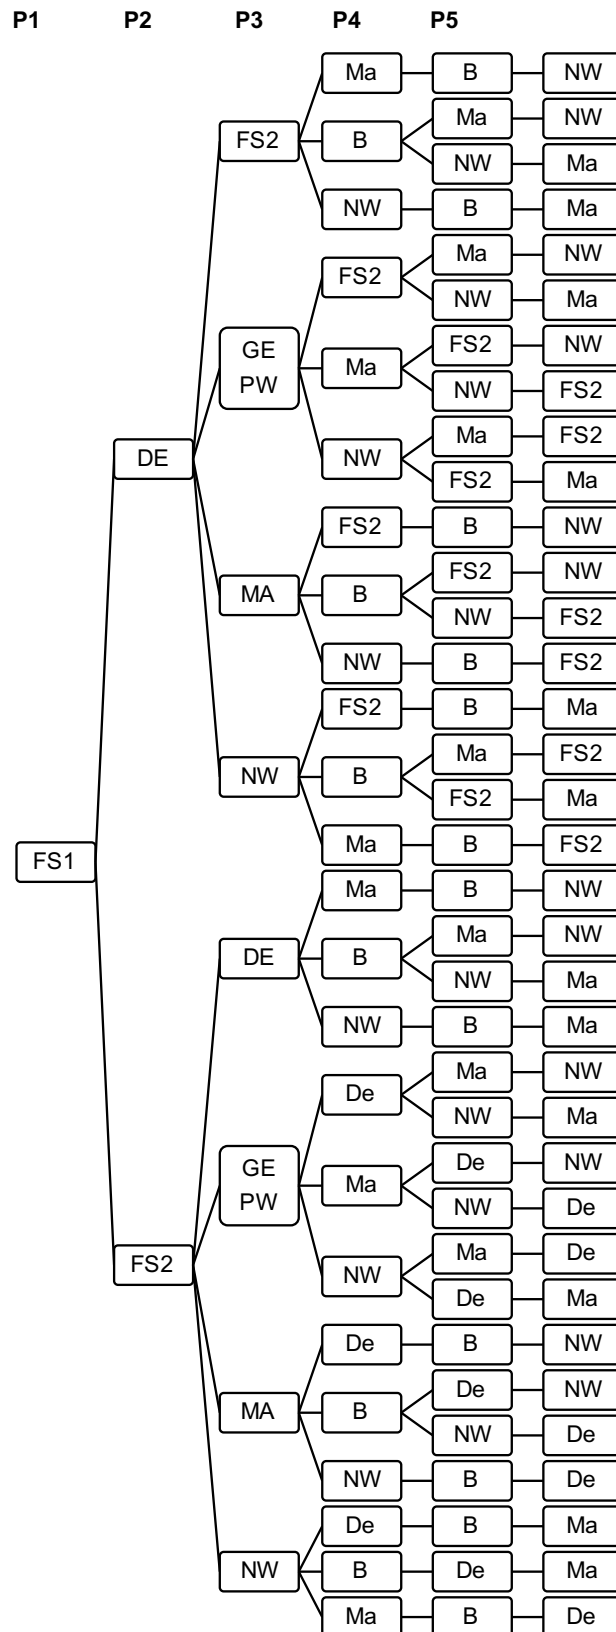 P1 P2 P3 P4 P5
Ma B NW
Ma NW
FS2 B
NW Ma
NW B Ma
Ma NW
FS2
NW Ma
GE
PW
FS2 NW
Ma
NW FS2
Ma FS2
DE NW
FS2 Ma
FS2 B NW
FS2 NW
MA B
NW FS2
NW B FS2
FS2 B Ma
Ma FS2
NW B
FS2 Ma
Ma B FS2
FS1
Ma B NW
Ma NW
DE B
NW Ma
NW B Ma
Ma NW
De
NW Ma
GE
PW
De NW
Ma
NW De
Ma De
FS2 NW
De Ma
De B NW
De NW
MA B
NW De
NW B De
De B Ma
NW B De Ma
Ma B De